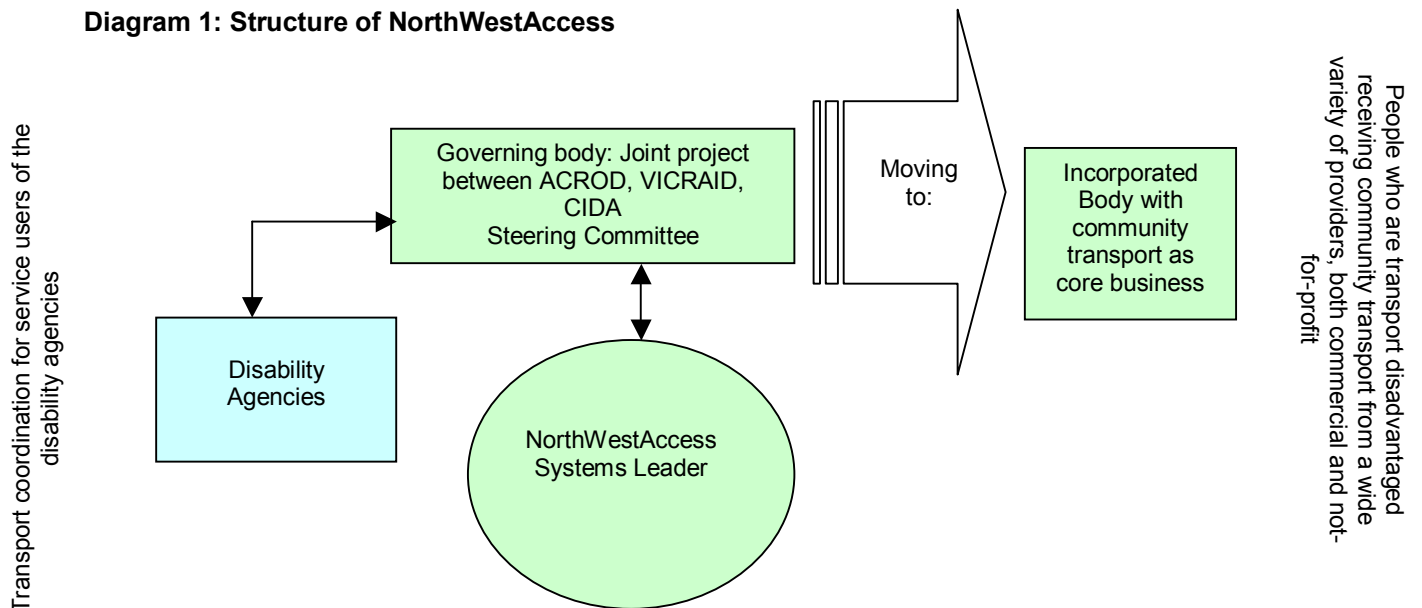 Diagram 1: Structure of NorthWestAccess
Transport coordination for service users of the
disability agencies
Governing body: Joint project
between ACROD, VICRAID,
CIDA
Steering Committee
Disability
Agencies
NorthWestAccess
Systems Leader
Moving
to:
Incorporated
Body with
community
transport as
core business
People who are transport disadvantaged
receiving community transport from a wide
variety of providers, both commercial and not-
for-profit